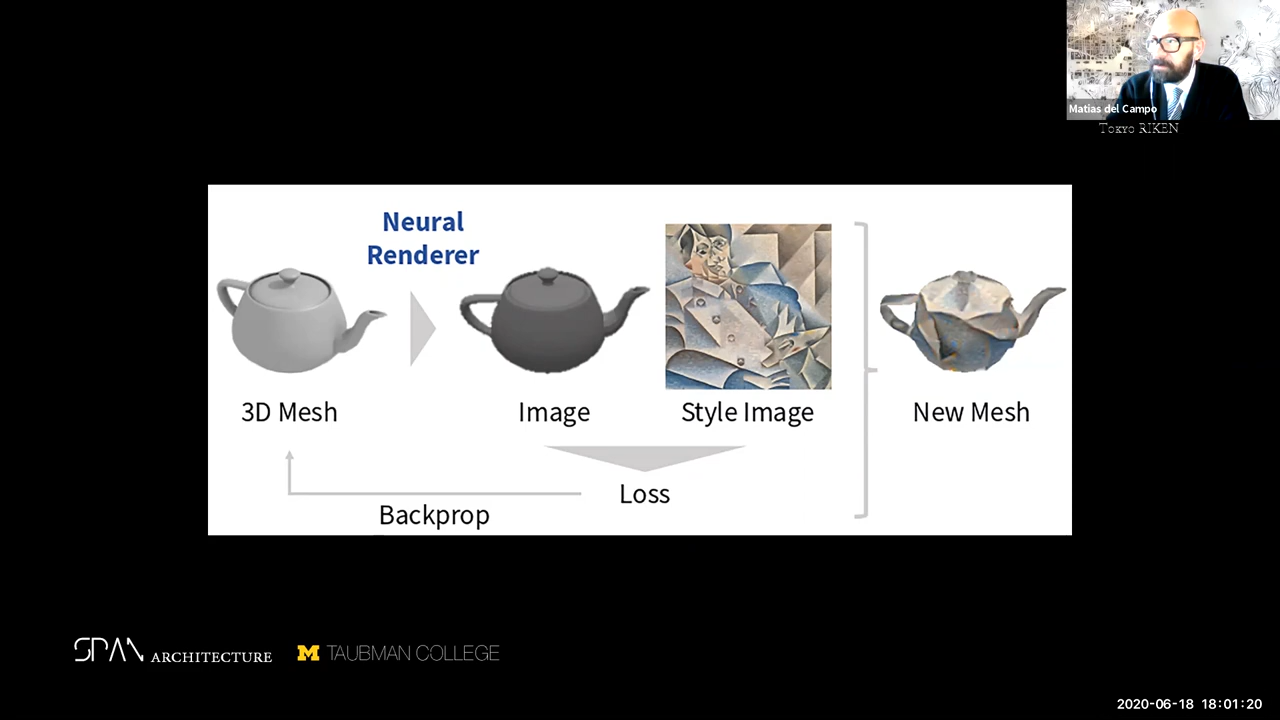 Matias del Campo
Tokyo RIKEN
Neural
Renderer
3D Mesh
Image
Style Image
New Mesh
Loss
Backprop
SPAN ARCHITECTURE
M TAUBMAN COLLEGE
2020-06-18 18:01:20